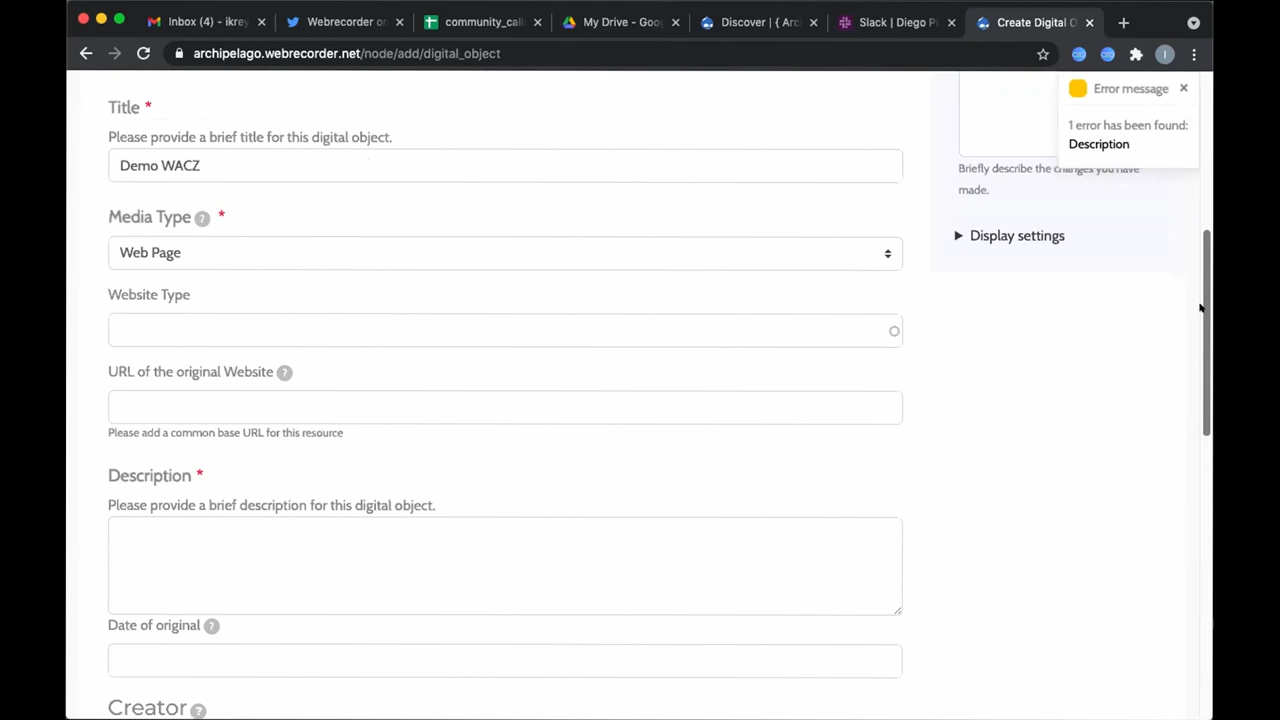 Inbox (4) – ikrey
Webrecorder on
community_call
My Drive - Goog
Discover | { Arc
Slack | Diego Pi
Create Digital O
archipelago.webrecorder.net/node/add/digital_object
Title *
Please provide a brief title for this digital object.
Demo WACZ
Media Type ? *
Web Page
Website Type
URL of the original Website ?
Please add a common base URL for this resource
Description *
Please provide a brief description for this digital object.
Date of original ?
Creator ?
I
Error message
1 error has been found:
Description
Briefly describe the changes you have
made.
Display settings